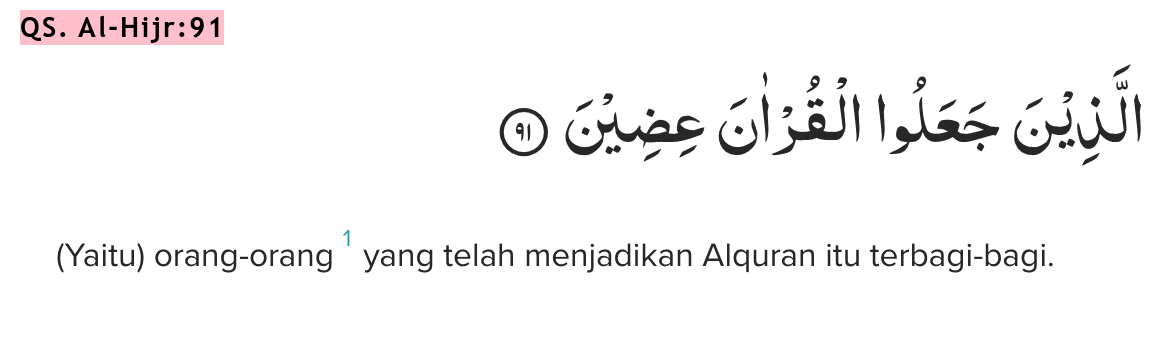 QS. Al-Hijr:91
الَّذِيْنَ جَعَلُوا الْقُرْاٰنَ عِضِيْنَ ٩١
(Yaitu) orang-orang 1 yang telah menjadikan Alquran itu terbagi-bagi.